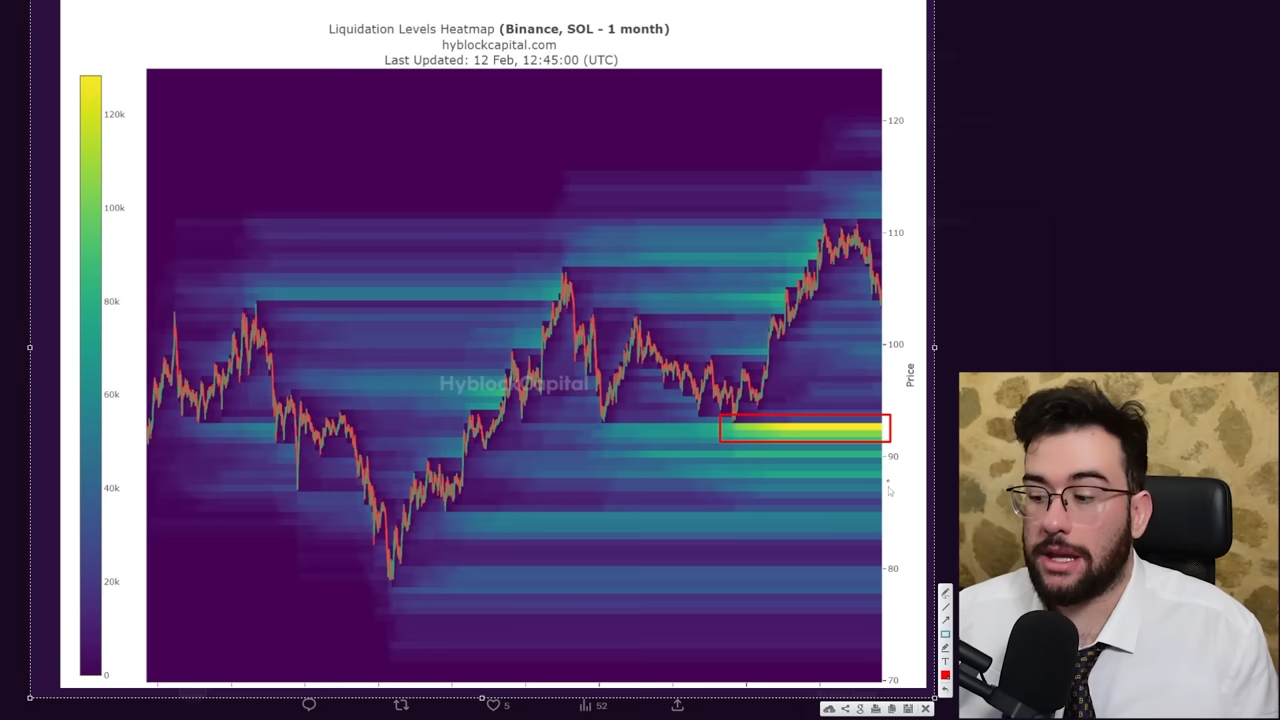 Liquidation Levels Heatmap (Binance, SOL - 1 month)
hyblockcapital.com
Last Updated: 12 Feb, 12:45:00 (UTC)
120k
100k
80k
60k
40k
20k
0
120
110
100
90
80
70
Price
HyblockCapital
5
52
T